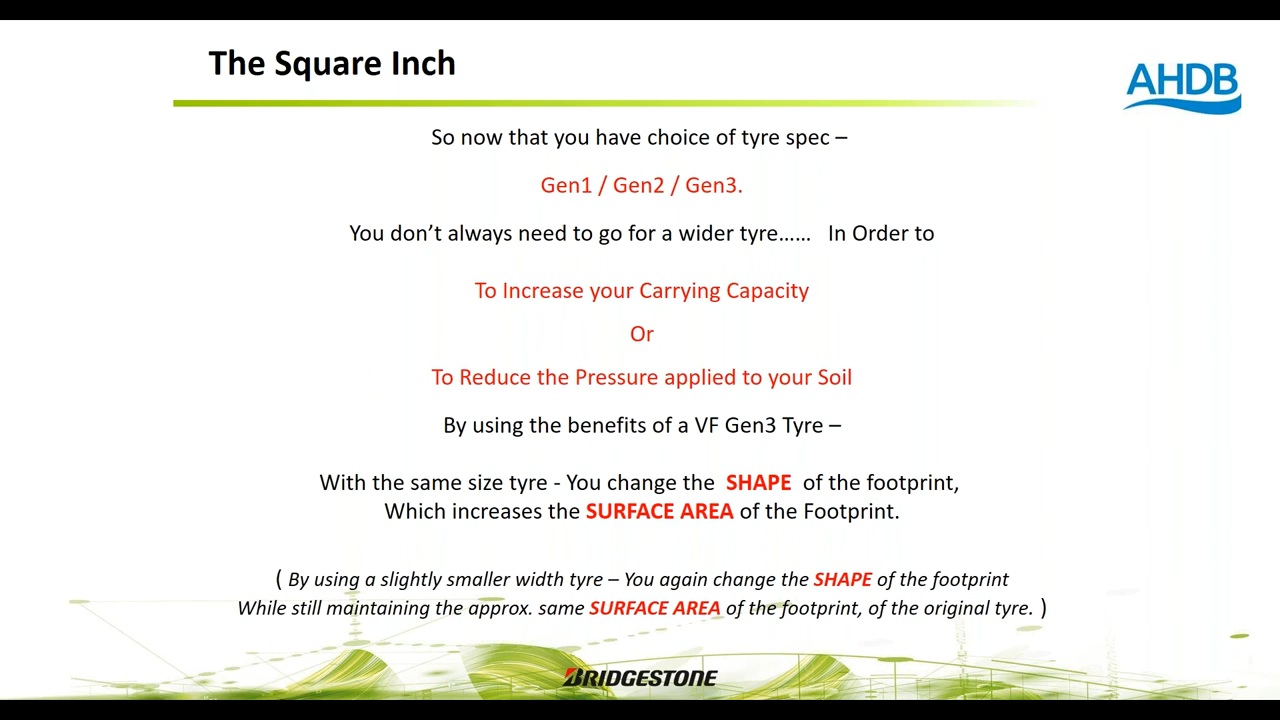 The Square Inch
AHDB
So now that you have choice of tyre spec –
Gen1 / Gen2 / Gen3.
You don’t always need to go for a wider tyre...... In Order to
To Increase your Carrying Capacity
Or
To Reduce the Pressure applied to your Soil
By using the benefits of a VF Gen3 Tyre –
With the same size tyre - You change the SHAPE of the footprint,
Which increases the SURFACE AREA of the Footprint.
( By using a slightly smaller width tyre – You again change the SHAPE of the footprint
While still maintaining the approx. same SURFACE AREA of the footprint, of the original tyre. )
BRIDGESTONE